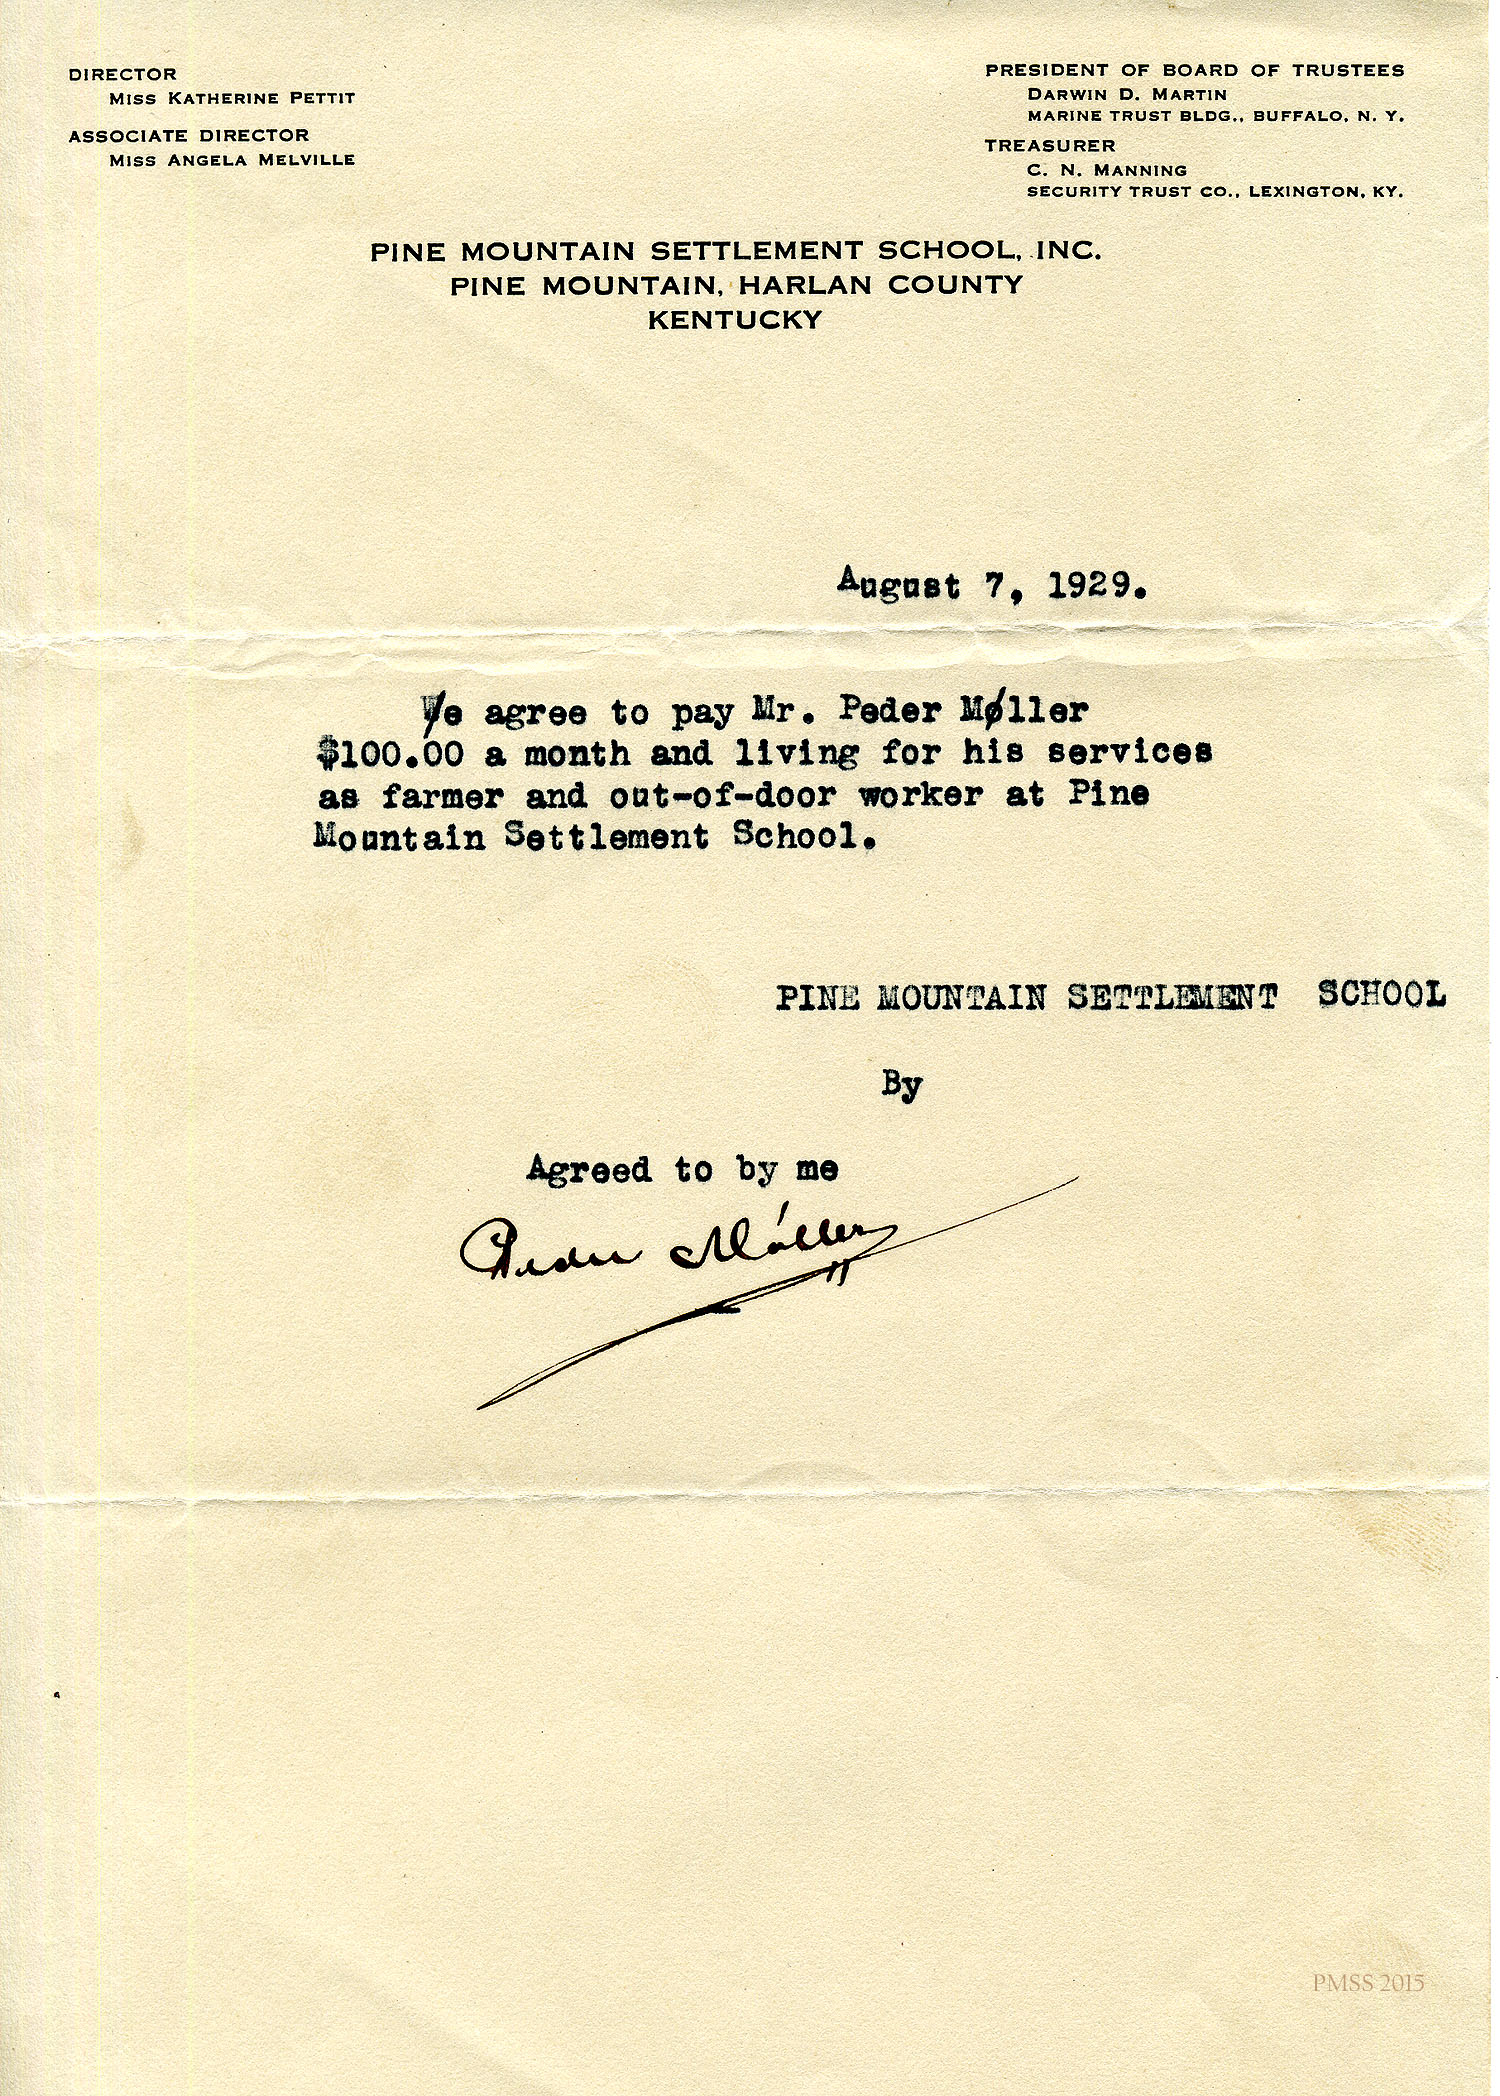 DIRECTOR
MISS KATHERINE PETTIT
ASSOCIATE DIRECTOR
MISS ANGELA MELVILLE
PRESIDENT OF BOARD OF TRUSTEES
DARWIN D. MARTIN
MARINE TRUST BLDG., BUFFALO, N. Y.
TREASURER
C. N. MANNING
SECURITY TRUST CO., LEXINGTON, KY.
PINE MOUNTAIN SETTLEMENT SCHOOL, INC.
PINE MOUNTAIN, HARLAN COUNTY
KENTUCKY
August 7, 1929.
We agree to pay Mr. Peder Møller
$100.00 a month and living for his services
as farmer and out-of-door worker at Pine
Mountain Settlement School.
PINE MOUNTAIN SETTLEMENT SCHOOL
By
Agreed to by me
Peder Møller
PMSS 2015